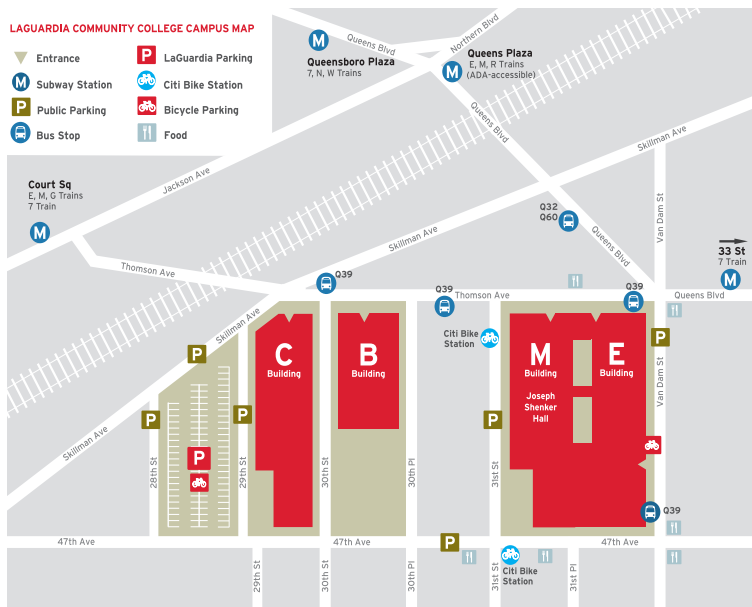 LAGUARDIA COMMUNITY COLLEGE CAMPUS MAP
Entrance
P LaGuardia Parking
M Subway Station
Citi Bike Station
P Public Parking
Bicycle Parking
Bus Stop
Food
M
Queensboro Plaza
7, N, W Trains
Queens Blvd
Northern Blvd
M
Queens Plaza
E, M, R Trains
(ADA-accessible)
Queens Blvd
Skillman Ave
Jackson Ave
Court Sq
E, M, G Trains
7 Train
M
Van Dam St
Q32
Q60
Queens Blvd
Skillman Ave
33 St
7 Train
M
Thomson Ave
Q39
Q39
Thomson Ave
Q39
Queens Blvd
Skillman Ave
Citi Bike
Station
P
P
C
Building
B
Building
M
Building
E
Building
Joseph
Shenker
Hall
Van Dam St
P
P
P
Skillman Ave
P
28th St
29th St
30th St
30th Pl
31st St
Q39
47th Ave
47th Ave
P
47th Ave
Citi Bike
Station
29th St
30th St
30th Pl
31st St
31st Pl